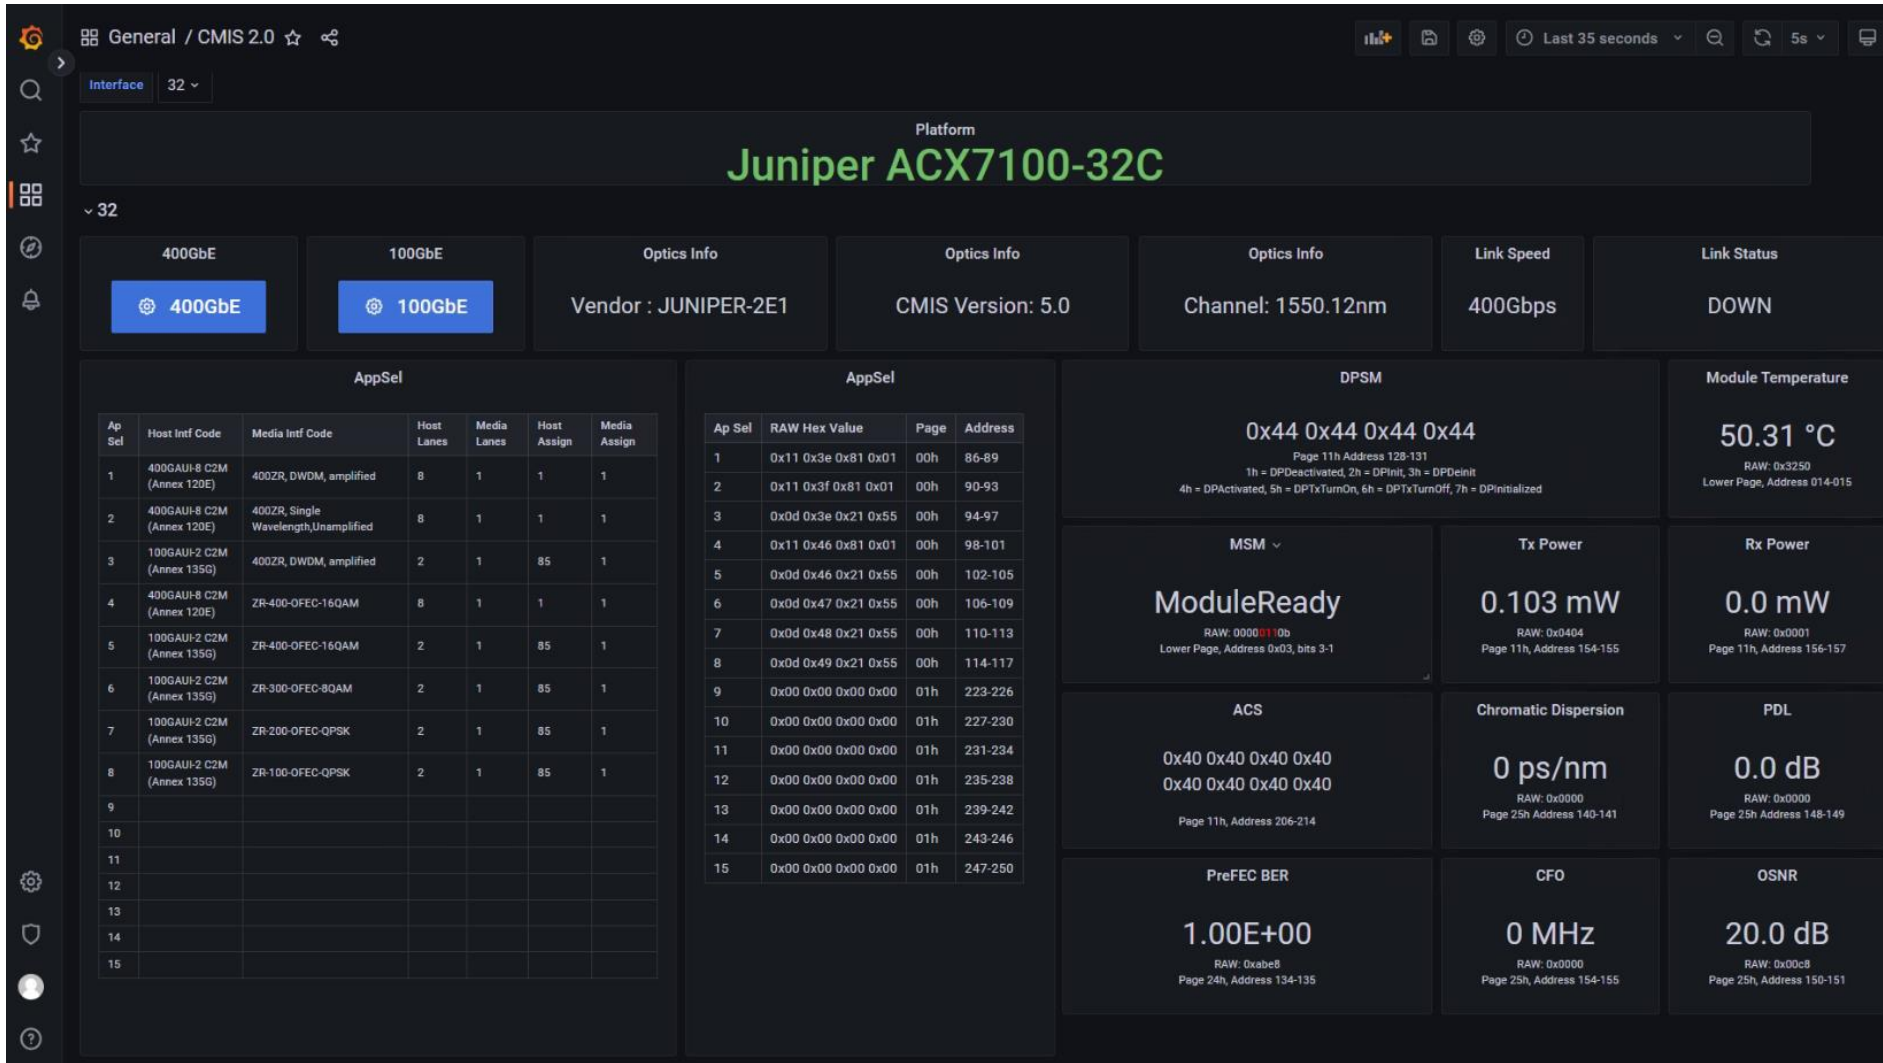 General / CMIS 2.0
Last 35 seconds
5s
Interface
32
Platform
Juniper ACX7100-32C
32
400GbE
400GbE
100GbE
100GbE
Optics Info
Vendor : JUNIPER-2E1
Optics Info
CMIS Version: 5.0
Optics Info
Channel: 1550.12nm
Link Speed
400Gbps
Link Status
DOWN
AppSel
Ap Sel Host Intf Code Media Intf Code Host Lanes Media Lanes Host Assign Media Assign
1 400GAUI-8 C2M (Annex 120E) 400ZR, DWDM, amplified 8 1 1 1
2 400GAUI-8 C2M (Annex 120E) 400ZR, Single Wavelength,Unamplified 8 1 1 1
3 100GAUI-2 C2M (Annex 135G) 400ZR, DWDM, amplified 2 1 85 1
4 400GAUI-8 C2M (Annex 120E) ZR-400-OFEC-16QAM 8 1 1 1
5 100GAUI-2 C2M (Annex 135G) ZR-400-OFEC-16QAM 2 1 85 1
6 100GAUI-2 C2M (Annex 135G) ZR-300-OFEC-8QAM 2 1 85 1
7 100GAUI-2 C2M (Annex 135G) ZR-200-OFEC-QPSK 2 1 85 1
8 100GAUI-2 C2M (Annex 135G) ZR-100-OFEC-QPSK 2 1 85 1
9
10
11
12
13
14
15
AppSel
Ap Sel RAW Hex Value Page Address
1 0x11 0x3e 0x81 0x01 00h 86-89
2 0x11 0x3f 0x81 0x01 00h 90-93
3 0x0d 0x3e 0x21 0x55 00h 94-97
4 0x11 0x46 0x81 0x01 00h 98-101
5 0x0d 0x46 0x21 0x55 00h 102-105
6 0x0d 0x47 0x21 0x55 00h 106-109
7 0x0d 0x48 0x21 0x55 00h 110-113
8 0x0d 0x49 0x21 0x55 00h 114-117
9 0x00 0x00 0x00 0x00 01h 223-226
10 0x00 0x00 0x00 0x00 01h 227-230
11 0x00 0x00 0x00 0x00 01h 231-234
12 0x00 0x00 0x00 0x00 01h 235-238
13 0x00 0x00 0x00 0x00 01h 239-242
14 0x00 0x00 0x00 0x00 01h 243-246
15 0x00 0x00 0x00 0x00 01h 247-250
DPSM
0x44 0x44 0x44 0x44
Page 11h Address 128-131
1h = DPDeactivated, 2h = DPInit, 3h = DPDeinit
4h = DPActivated, 5h = DPTxTurnOn, 6h = DPTxTurnOff, 7h = DPInitialized
Module Temperature
50.31 °C
RAW: 0x3250
Lower Page, Address 014-015
MSM
ModuleReady
RAW: 00000110b
Lower Page, Address 0x03, bits 3-1
Tx Power
0.103 mW
RAW: 0x0404
Page 11h, Address 154-155
Rx Power
0.0 mW
RAW: 0x0001
Page 11h, Address 156-157
ACS
0x40 0x40 0x40 0x40
0x40 0x40 0x40 0x40
Page 11h, Address 206-214
Chromatic Dispersion
0 ps/nm
RAW: 0x0000
Page 25h Address 140-141
PDL
0.0 dB
RAW: 0x0000
Page 25h Address 148-149
PreFEC BER
1.00E+00
RAW: 0xabe8
Page 24h, Address 134-135
CFO
0 MHz
RAW: 0x0000
Page 25h, Address 154-155
OSNR
20.0 dB
RAW: 0x00c8
Page 25h, Address 150-151